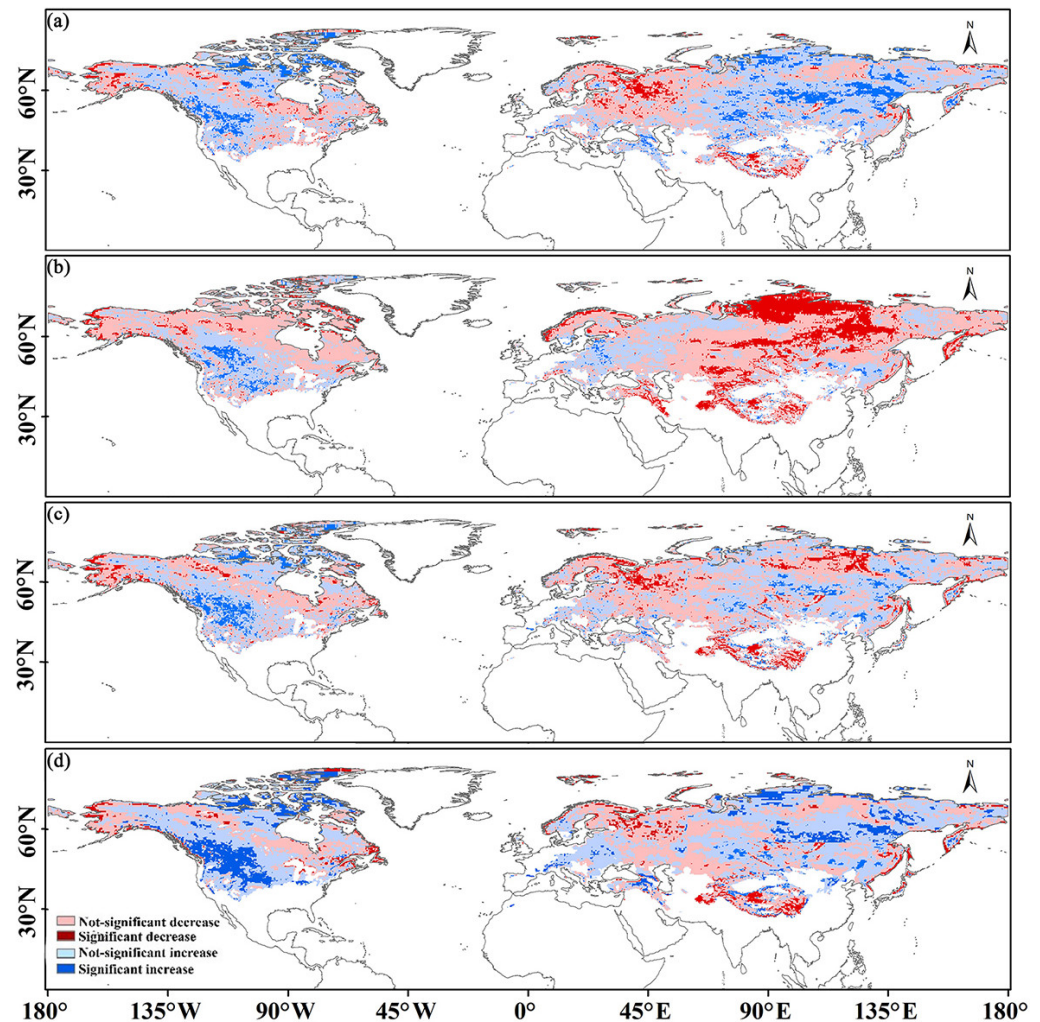 (a)
N
60°N
30°N
(b)
N
60°N
30°N
(c)
N
60°N
30°N
(d)
N
60°N
30°N
Not-significant decrease
Significant decrease
Not-significant increase
Significant increase
180° 135°W 90°W 45°W 0° 45°E 90°E 135°E 180°